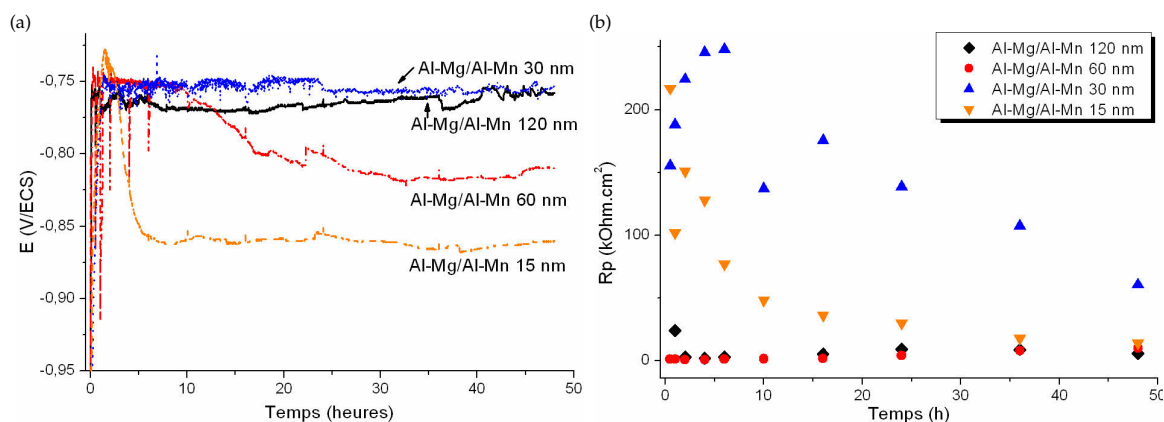 (a)
E (V/ECS)
-0,75
-0,80
-0,85
-0,90
-0,95
Al-Mg/Al-Mn 30 nm
Al-Mg/Al-Mn 120 nm
Al-Mg/Al-Mn 60 nm
Al-Mg/Al-Mn 15 nm
0 10 20 30 40 50
Temps (heures)
(b)
Rp (kOhm.cm²)
200
150
100
50
0
Al-Mg/Al-Mn 120 nm
Al-Mg/Al-Mn 60 nm
Al-Mg/Al-Mn 30 nm
Al-Mg/Al-Mn 15 nm
0 10 20 30 40 50
Temps (h)